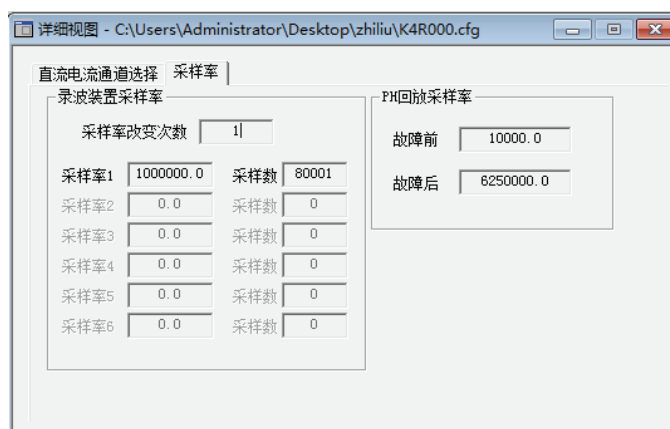 详细视图 - C:\Users\Administrator\Desktop\zhiliu\K4R000.cfg
直流电流通道选择 采样率
录波装置采样率
采样率改变次数 1
采样率1 1000000.0 采样数 80001
采样率2 0.0 采样数 0
采样率3 0.0 采样数 0
采样率4 0.0 采样数 0
采样率5 0.0 采样数 0
采样率6 0.0 采样数 0
PH回放采样率
故障前 10000.0
故障后 6250000.0